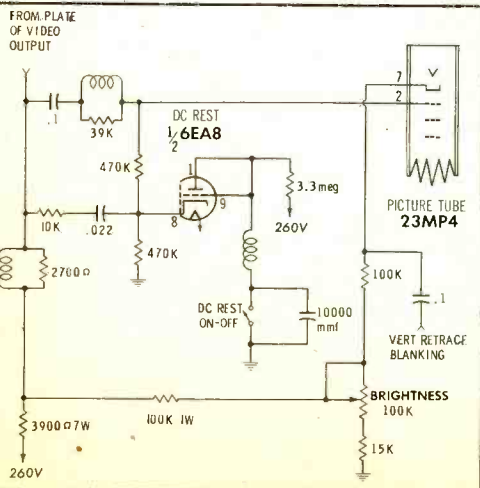 FROM PLATE
OF VIDEO
OUTPUT
7
2
.1
39K
DC REST
1/2 6EA8
1
470K
9
3.3 meg
PICTURE TUBE
23MP4
10K
.022
8
260V
2700Ω
470K
100K
DC REST
ON-OFF
10000
mmf
.1
VERT RETRACE
BLANKING
BRIGHTNESS
100K
100K 1W
3900Ω 7W
15K
260V